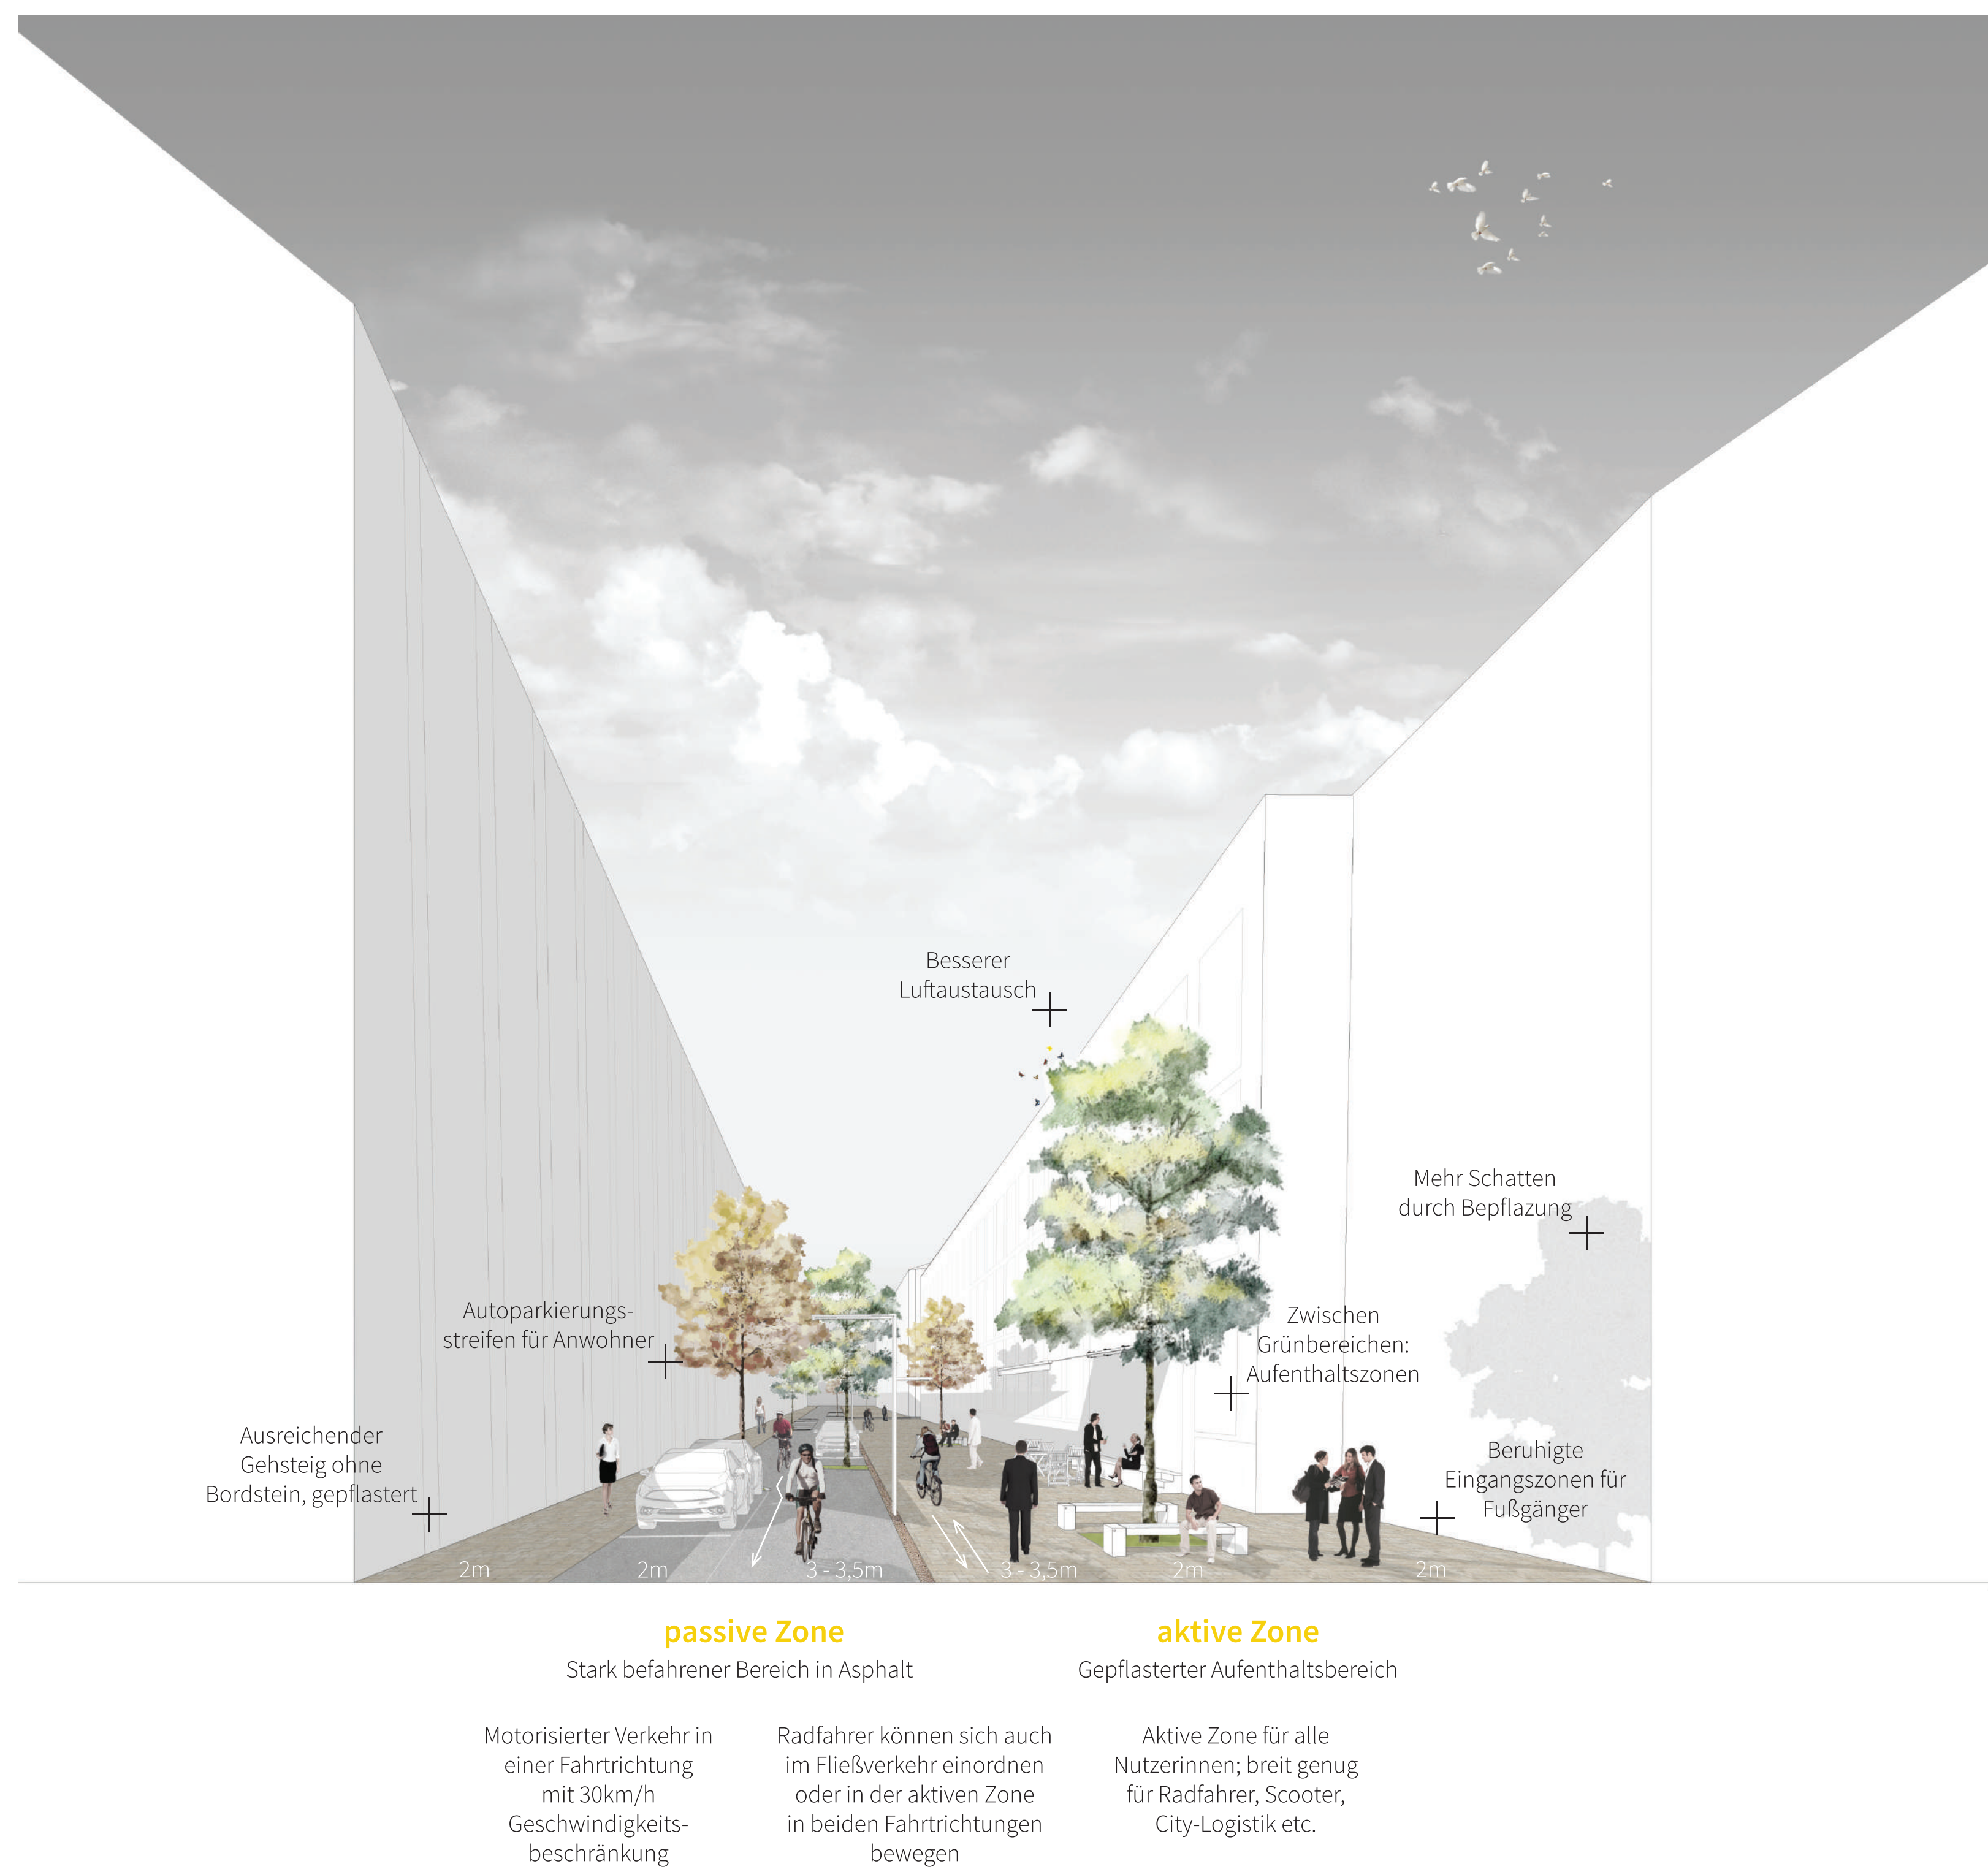 Besserer
Luftaustausch
Mehr Schatten
durch Bepflazung
Autoparkierungs-
streifen für Anwohner
Zwischen
Grünbereichen:
Aufenthaltszonen
Ausreichender
Gehsteig ohne
Bordstein, gepflastert
Beruhigte
Eingangszonen für
Fußgänger
2m
2m
3 - 3,5m
3 - 3,5m
2m
2m
passive Zone
Stark befahrener Bereich in Asphalt
aktive Zone
Gepflasterter Aufenthaltsbereich
Motorisierter Verkehr in
einer Fahrtrichtung
mit 30km/h
Geschwindigkeits-
beschränkung
Radfahrer können sich auch
im Fließverkehr einordnen
oder in der aktiven Zone
in beiden Fahrtrichtungen
bewegen
Aktive Zone für alle
Nutzerinnen; breit genug
für Radfahrer, Scooter,
City-Logistik etc.